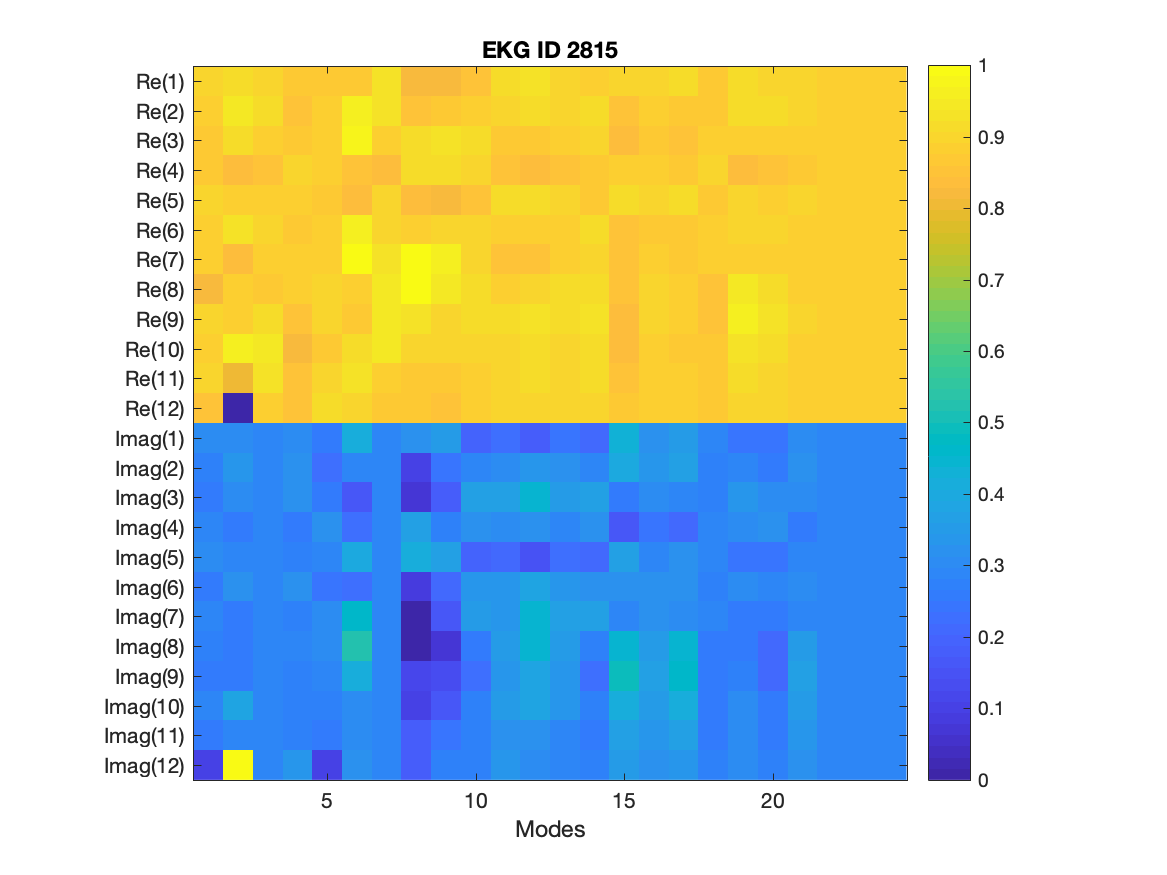 EKG ID 2815
Re(1)
Re(2)
Re(3)
Re(4)
Re(5)
Re(6)
Re(7)
Re(8)
Re(9)
Re(10)
Re(11)
Re(12)
Imag(1)
Imag(2)
Imag(3)
Imag(4)
Imag(5)
Imag(6)
Imag(7)
Imag(8)
Imag(9)
Imag(10)
Imag(11)
Imag(12)
5 10 15 20
Modes
1
0.9
0.8
0.7
0.6
0.5
0.4
0.3
0.2
0.1
0